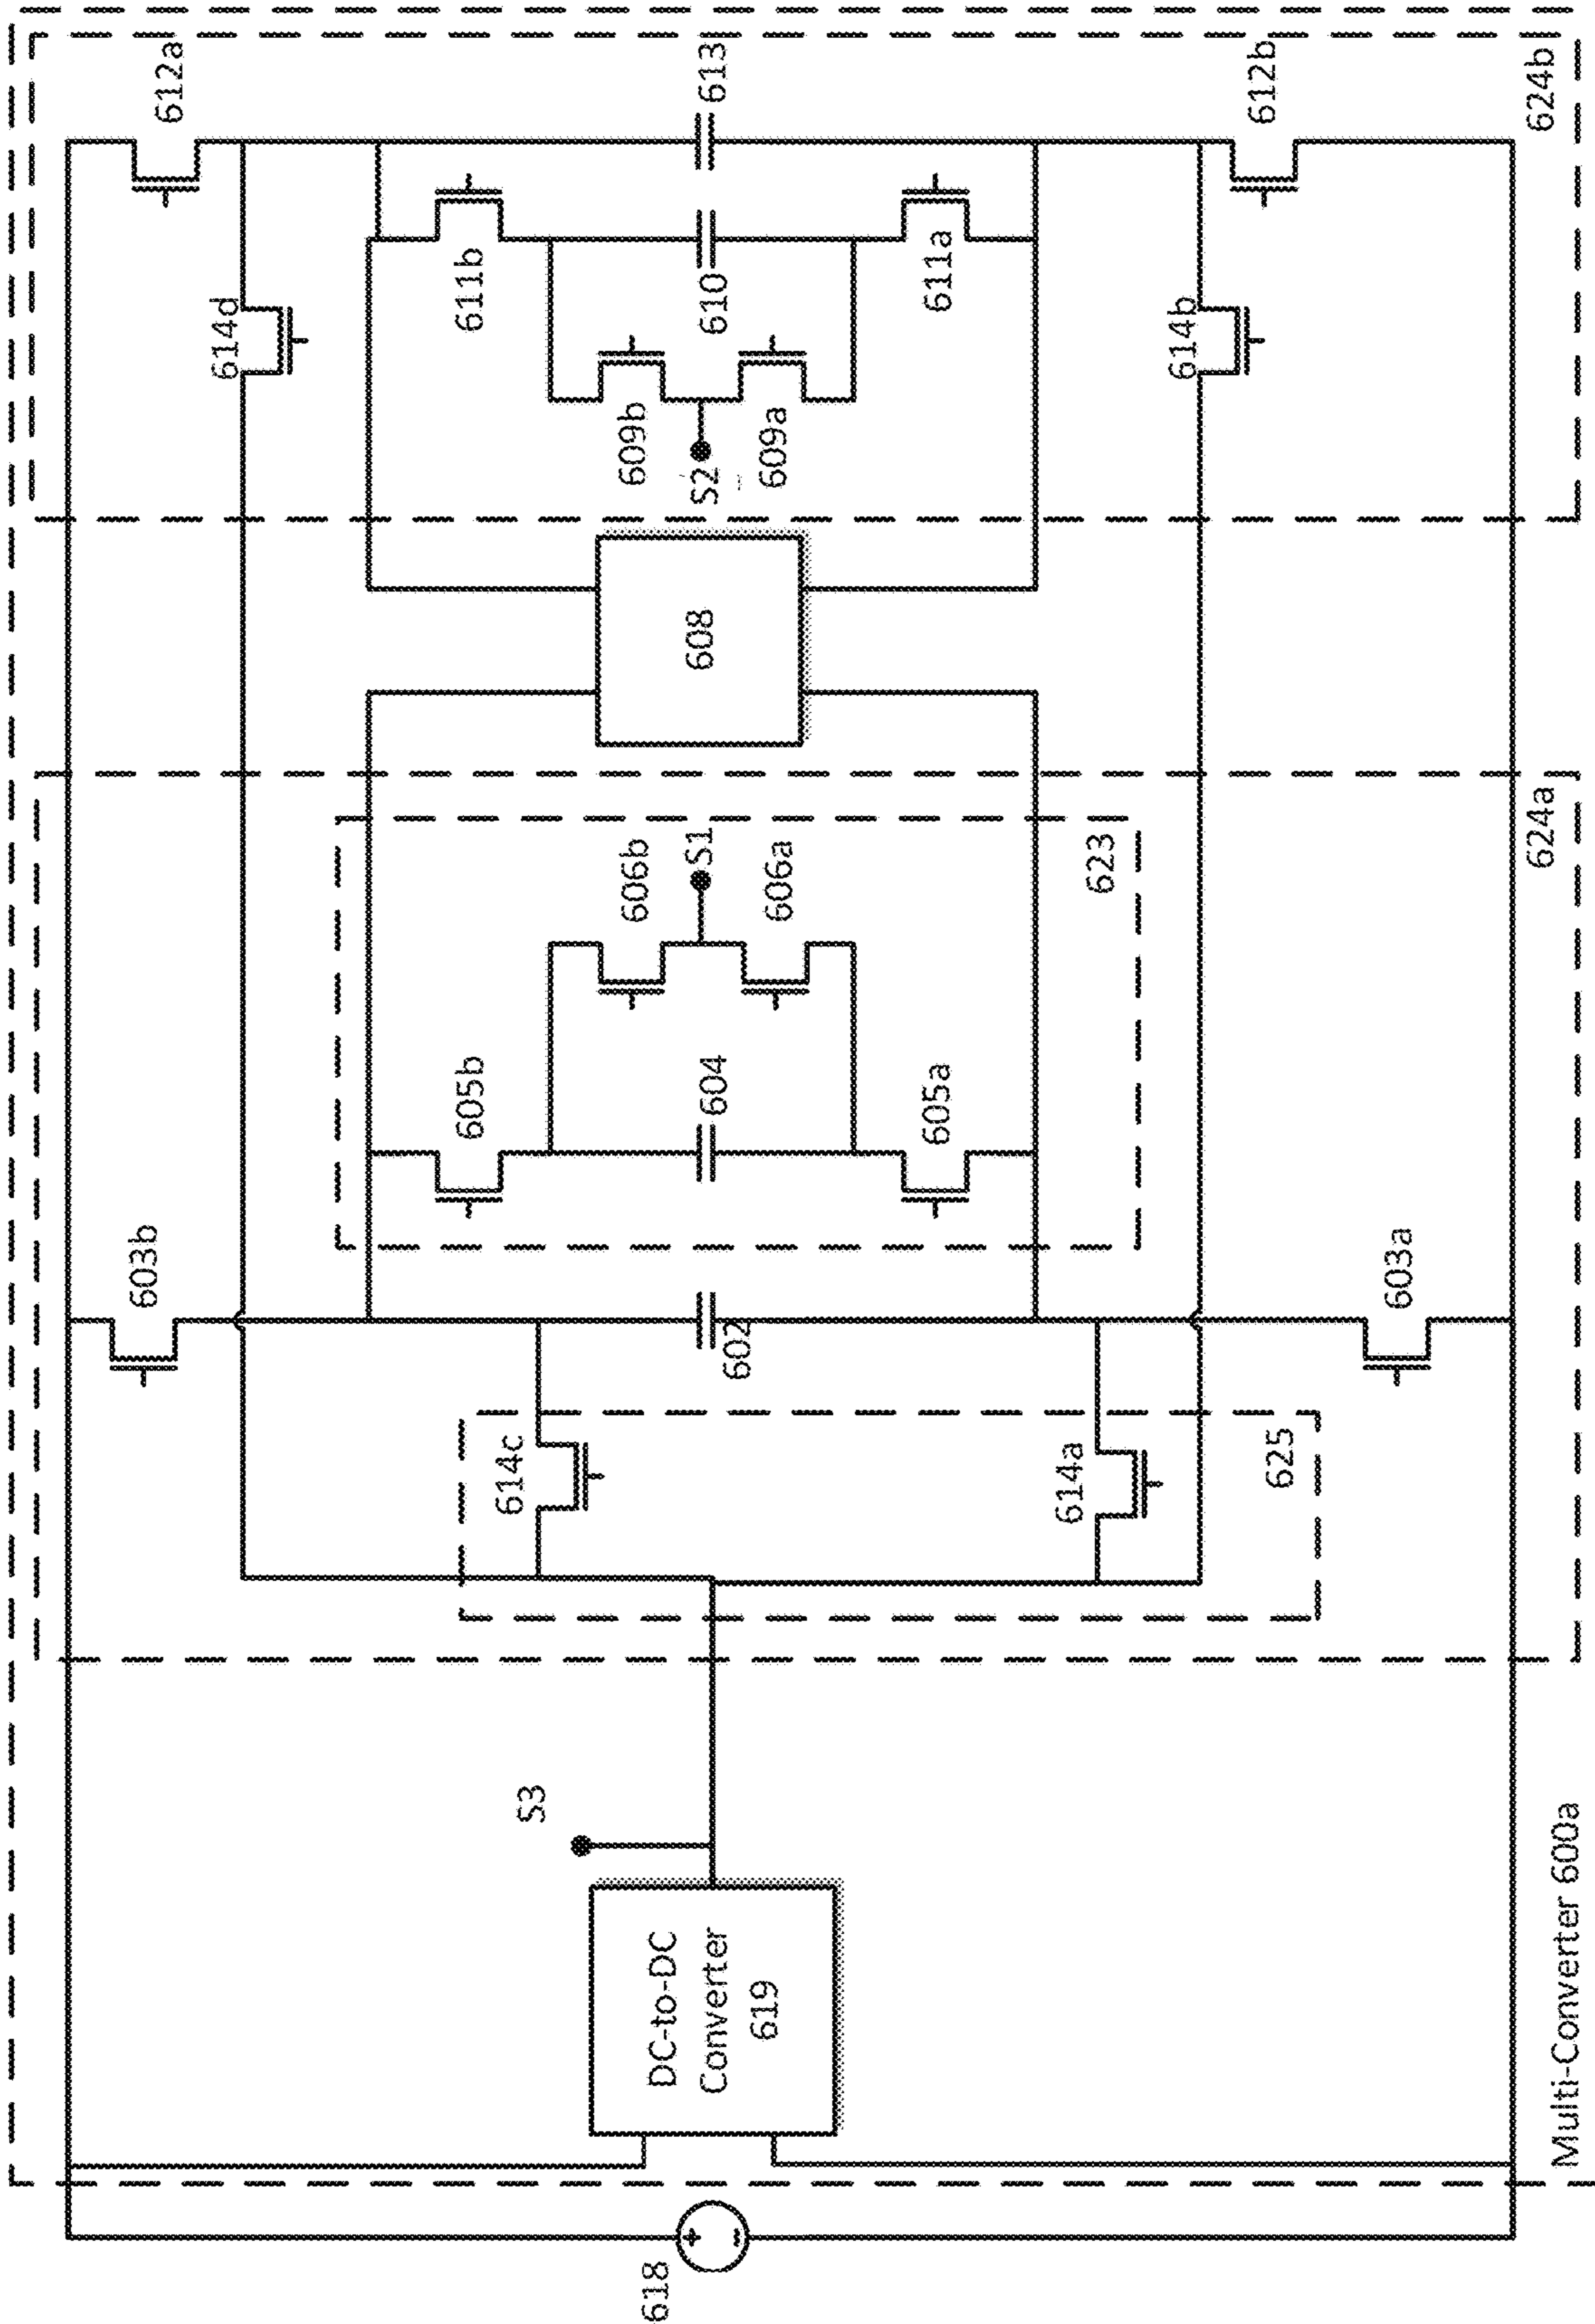 612a
613
612b
624b
614d
611b
610
611a
614b
609b
S2
609a
608
624a
606b
S1
606a
623
605b
604
605a
603b
602
603a
614c
614a
625
S3
DC-to-DC
Converter
619
Multi-Converter 600a
618
+
-